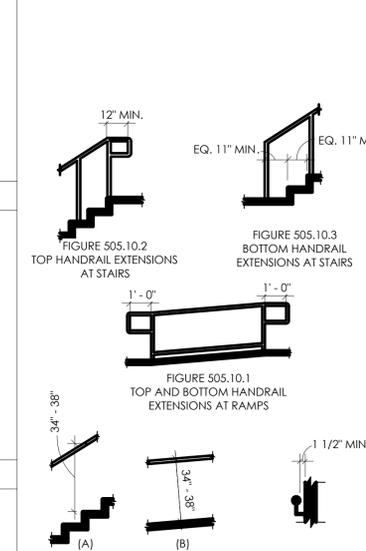 12" MIN.
EQ. 11" MIN.
EQ. 11" M
FIGURE 505.10.2
TOP HANDRAIL EXTENSIONS
AT STAIRS
FIGURE 505.10.3
BOTTOM HANDRAIL
EXTENSIONS AT STAIRS
1' - 0"
1' - 0"
FIGURE 505.10.1
TOP AND BOTTOM HANDRAIL
EXTENSIONS AT RAMPS
34" - 38"
34" - 38"
1 1/2" MIN
(A)
(B)